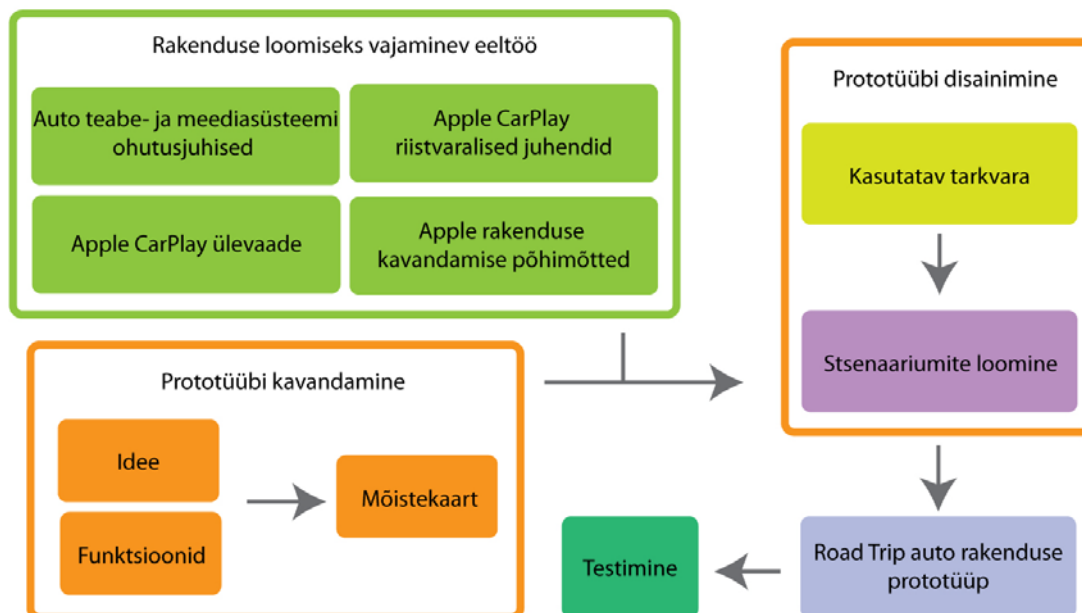 Rakenduse loomiseks vajaminev eeltöö
Auto teabe- ja meediasüsteemi
ohutusjuhised
Apple CarPlay
riistvaralised juhendid
Apple CarPlay ülevaade
Apple rakenduse
kavandamise põhimõtted
Prototüübi kavandamine
Idee
Funktsioonid
Mõistekaart
Prototüübi disainimine
Kasutatav tarkvara
Stsenaariumite loomine
Road Trip auto rakenduse
prototüüp
Testimine